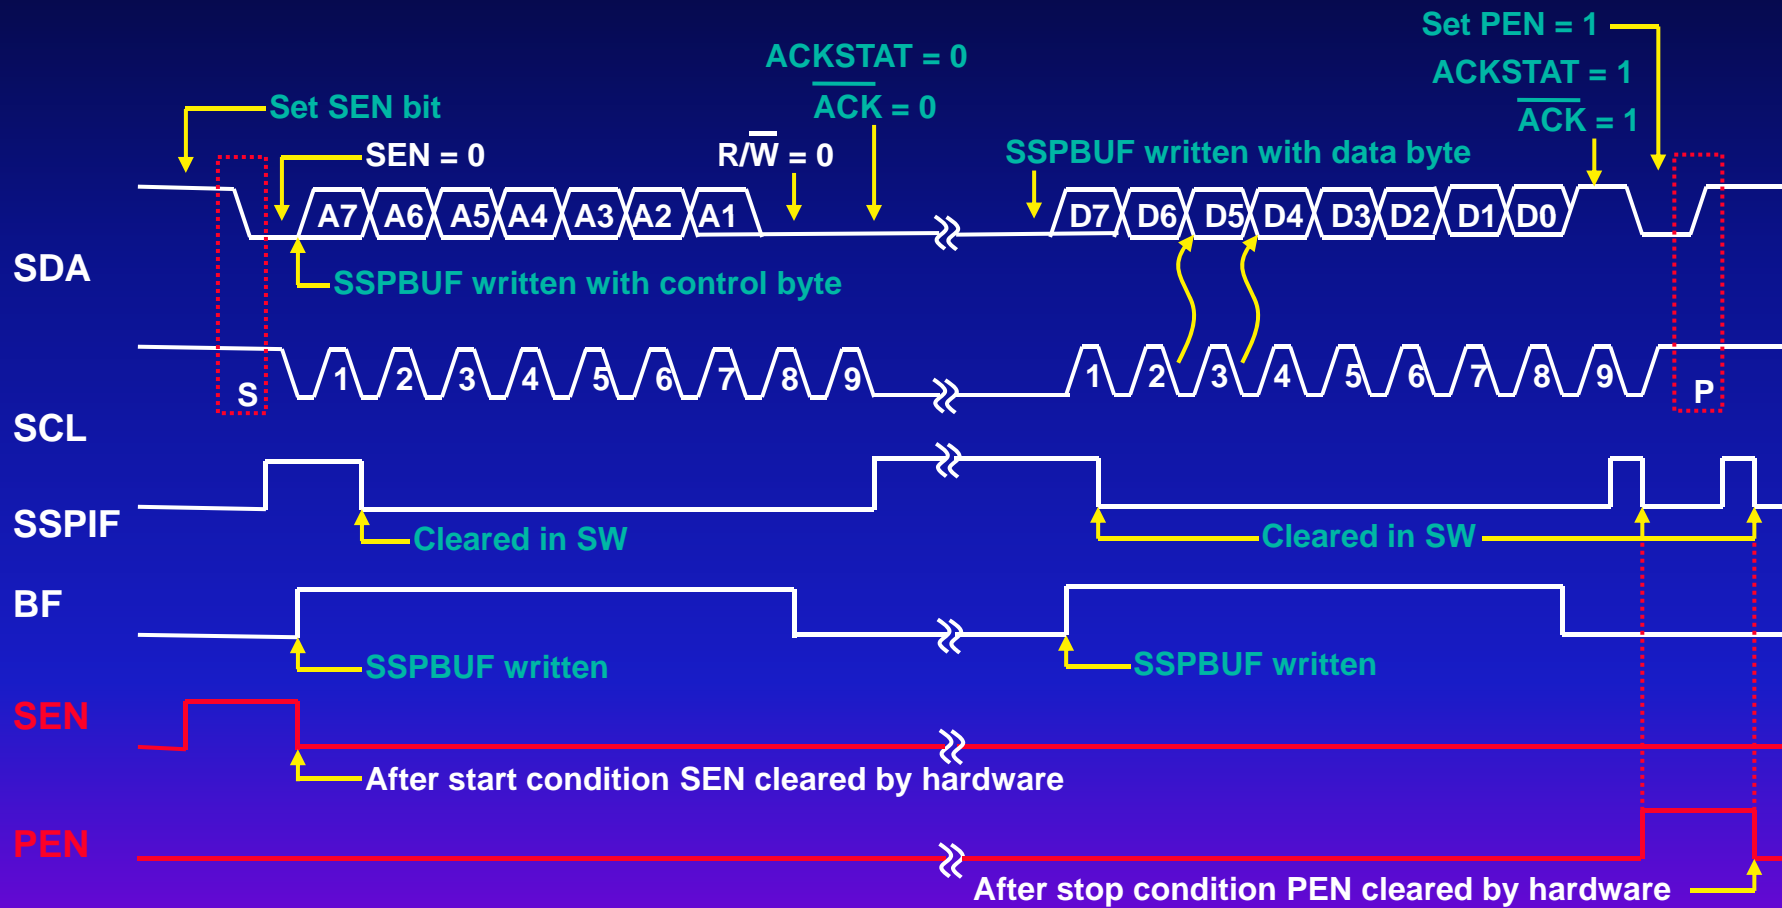 Set PEN = 1
ACKSTAT = 0
ACKSTAT = 1
Set SEN bit
ACK = 0
ACK = 1
SEN = 0
R/W = 0
SSPBUF written with data byte
A7 A6 A5 A4 A3 A2 A1
D7 D6 D5 D4 D3 D2 D1 D0
SDA
SSPBUF written with control byte
1 2 3 4 5 6 7 8 9
1 2 3 4 5 6 7 8 9
S
P
SCL
SSPIF
Cleared in SW
Cleared in SW
BF
SSPBUF written
SSPBUF written
SEN
After start condition SEN cleared by hardware
PEN
After stop condition PEN cleared by hardware